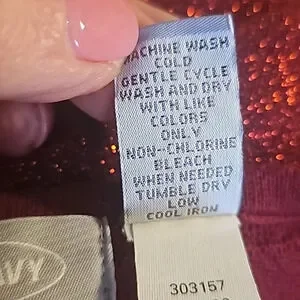 MACHINE WASH
COLD
GENTLE CYCLE
WASH AND DRY
WITH LIKE
COLORS
ONLY
NON-CHLORINE
BLEACH
WHEN NEEDED
TUMBLE DRY
LOW
COOL IRON
AVY
303157